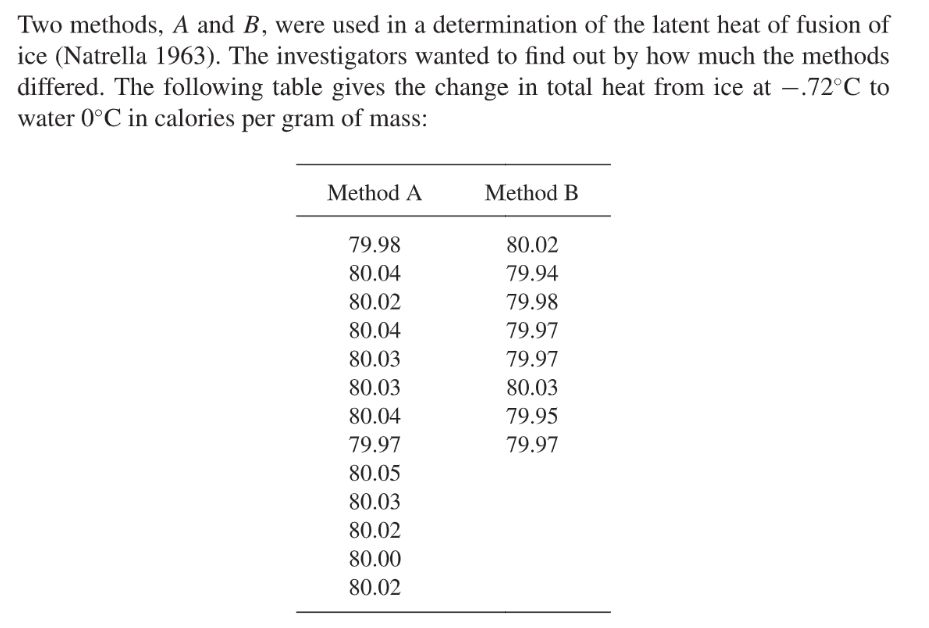 Two methods, A and B, were used in a determination of the latent heat of fusion of
ice (Natrella 1963). The investigators wanted to find out by how much the methods
differed. The following table gives the change in total heat from ice at −.72°C to
water 0°C in calories per gram of mass:
Method A Method B
79.98 80.02
80.04 79.94
80.02 79.98
80.04 79.97
80.03 79.97
80.03 80.03
80.04 79.95
79.97 79.97
80.05
80.03
80.02
80.00
80.02